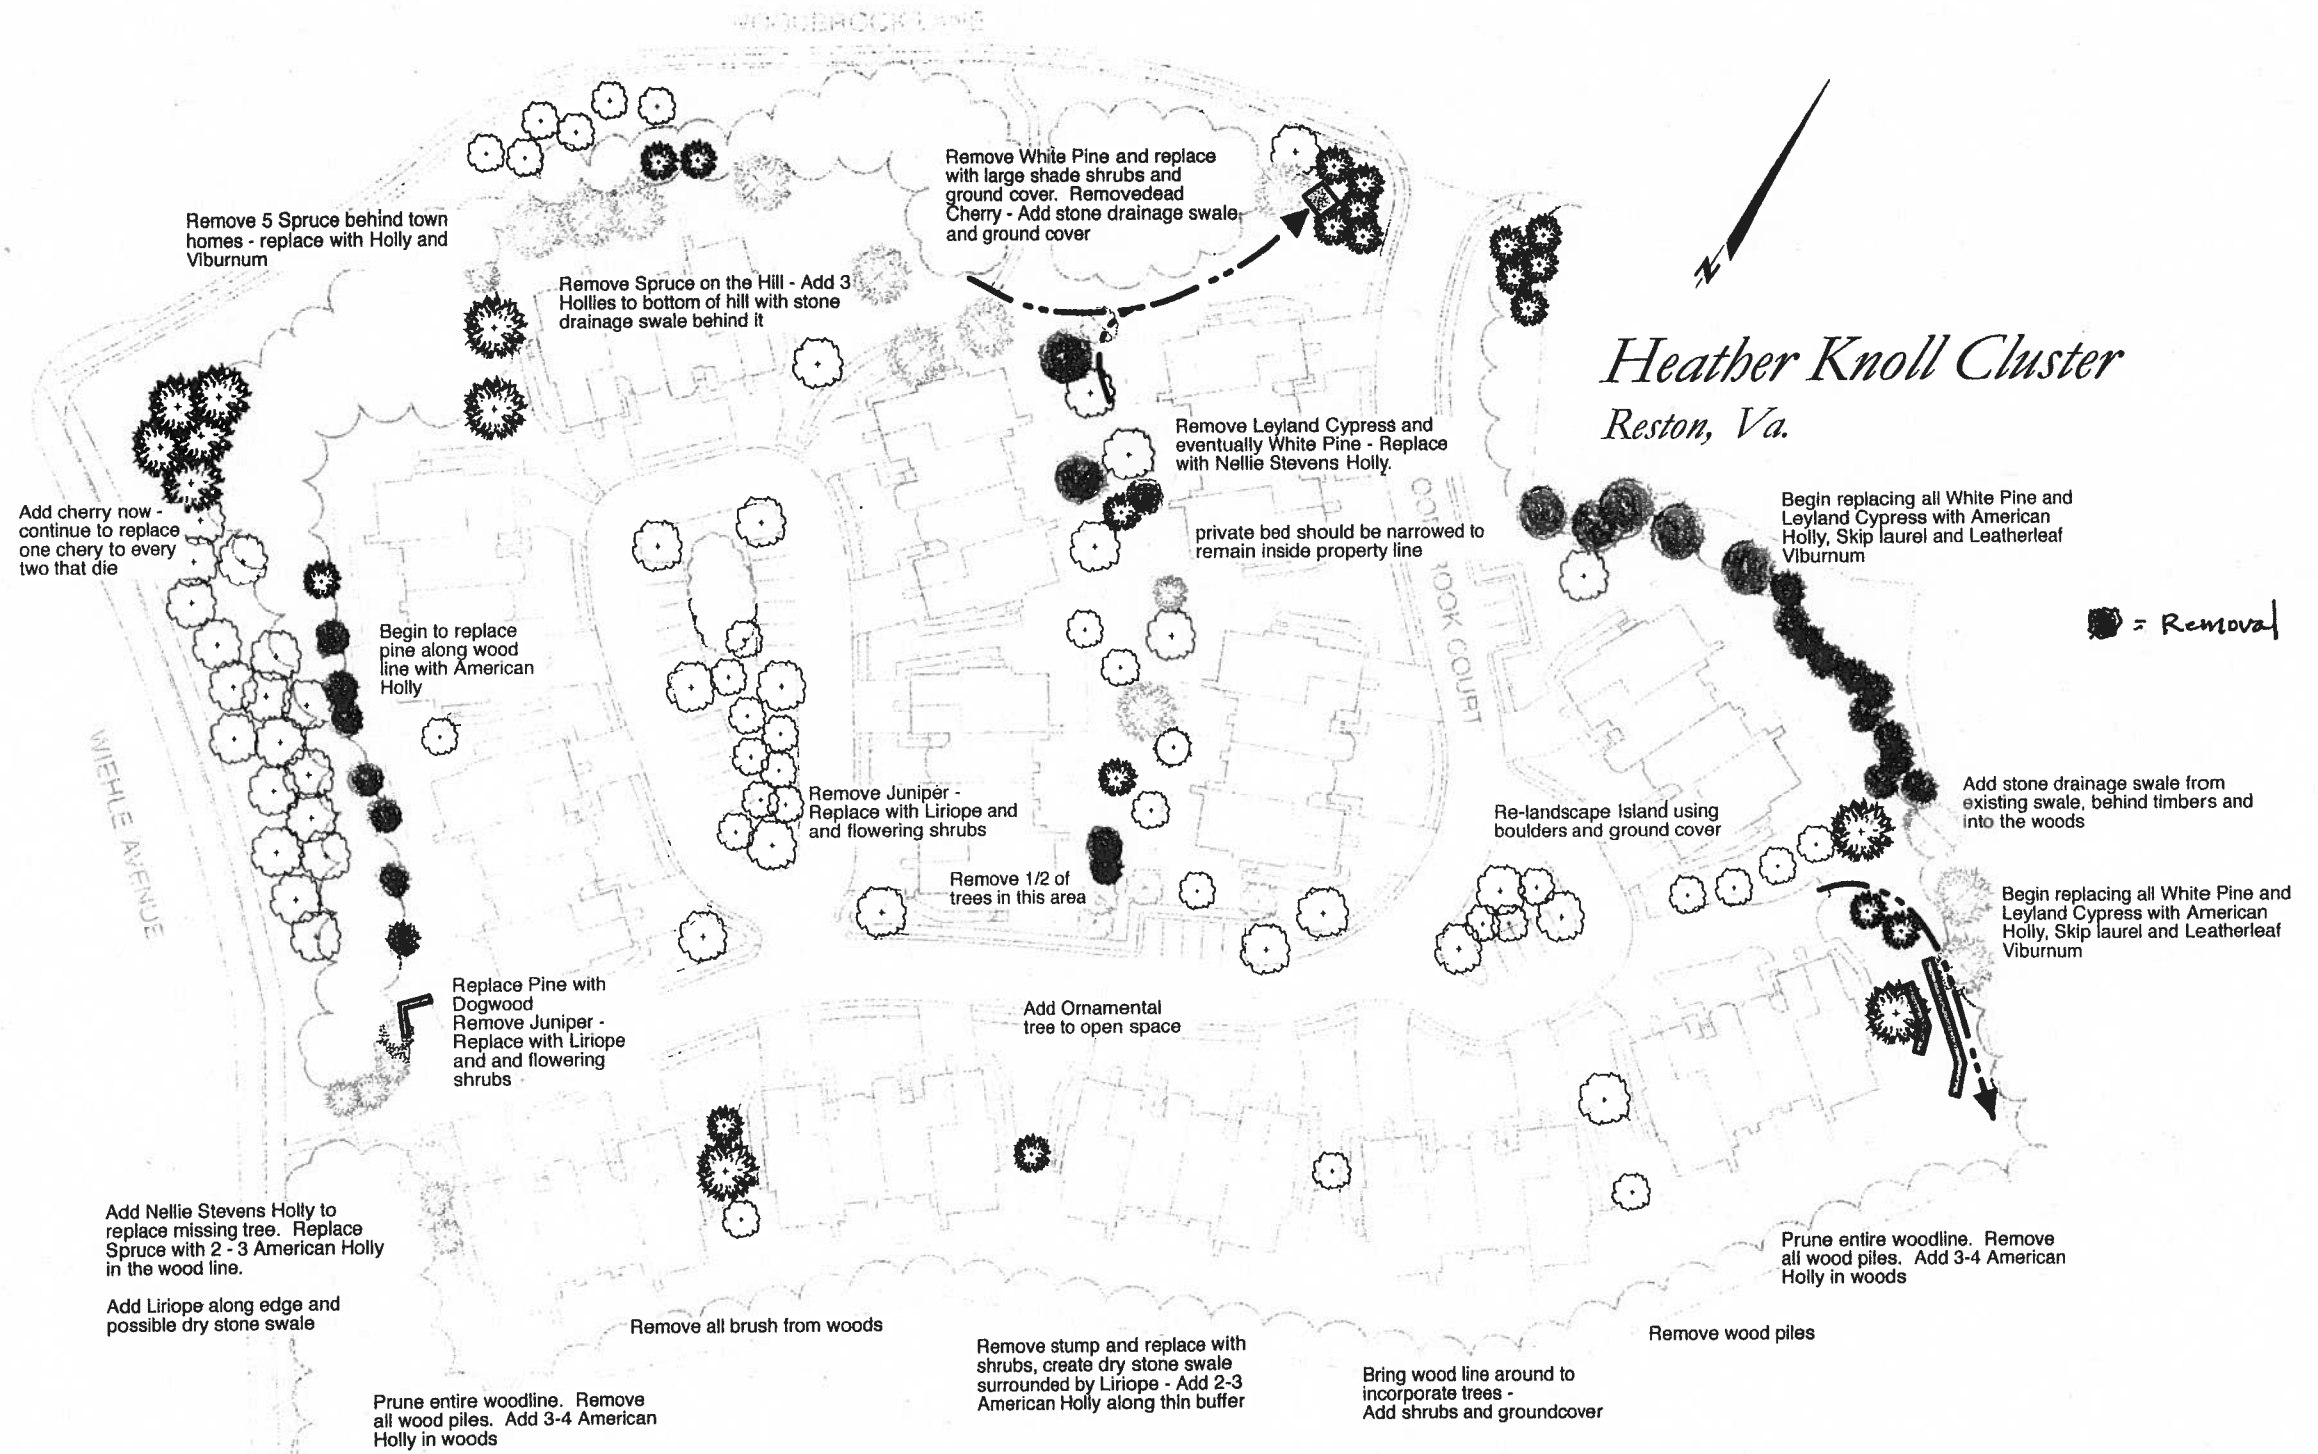 WOODBROOK LANE
Remove White Pine and replace
with large shade shrubs and
ground cover. Removedead
Cherry - Add stone drainage swale
and ground cover
Remove 5 Spruce behind town
homes - replace with Holly and
Viburnum
Remove Spruce on the Hill - Add 3
Hollies to bottom of hill with stone
drainage swale behind it
N
Heather Knoll Cluster
Reston, Va.
Remove Leyland Cypress and
eventually White Pine - Replace
with Nellie Stevens Holly.
Add cherry now -
continue to replace
one chery to every
two that die
private bed should be narrowed to
remain inside property line
Begin replacing all White Pine and
Leyland Cypress with American
Holly, Skip laurel and Leatherleaf
Viburnum
= Removal
Begin to replace
pine along wood
line with American
Holly
COURT
WIEHLE AVENUE
Remove Juniper -
Replace with Liriope and
and flowering shrubs
Re-landscape Island using
boulders and ground cover
Add stone drainage swale from
existing swale, behind timbers and
into the woods
Remove 1/2 of
trees in this area
Begin replacing all White Pine and
Leyland Cypress with American
Holly, Skip laurel and Leatherleaf
Viburnum
Replace Pine with
Dogwood
Remove Juniper -
Replace with Liriope
and and flowering
shrubs
Add Ornamental
tree to open space
Add Nellie Stevens Holly to
replace missing tree. Replace
Spruce with 2 - 3 American Holly
in the wood line.
Add Liriope along edge and
possible dry stone swale
Prune entire woodline. Remove
all wood piles. Add 3-4 American
Holly in woods
Remove all brush from woods
Remove stump and replace with
shrubs, create dry stone swale
surrounded by Liriope - Add 2-3
American Holly along thin buffer
Remove wood piles
Bring wood line around to
incorporate trees -
Add shrubs and groundcover
Prune entire woodline. Remove
all wood piles. Add 3-4 American
Holly in woods